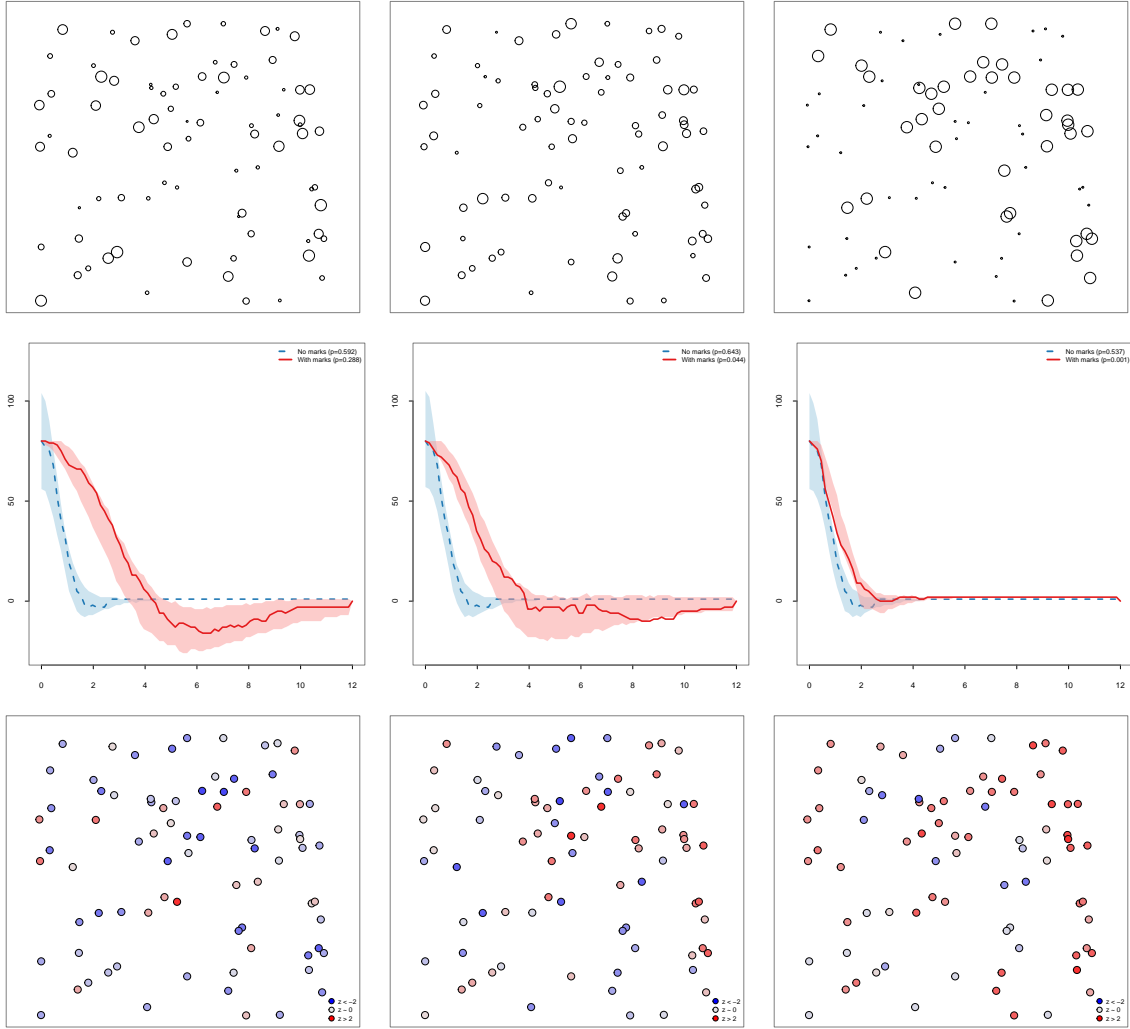 No marks (p=0.592)
With marks (p=0.288)
100
50
0
0 2 4 6 8 10 12
No marks (p=0.643)
With marks (p=0.044)
100
50
0
0 2 4 6 8 10 12
No marks (p=0.537)
With marks (p=0.001)
100
50
0
0 2 4 6 8 10 12
z < −2
z ~ 0
z > 2
z < −2
z ~ 0
z > 2
z < −2
z ~ 0
z > 2